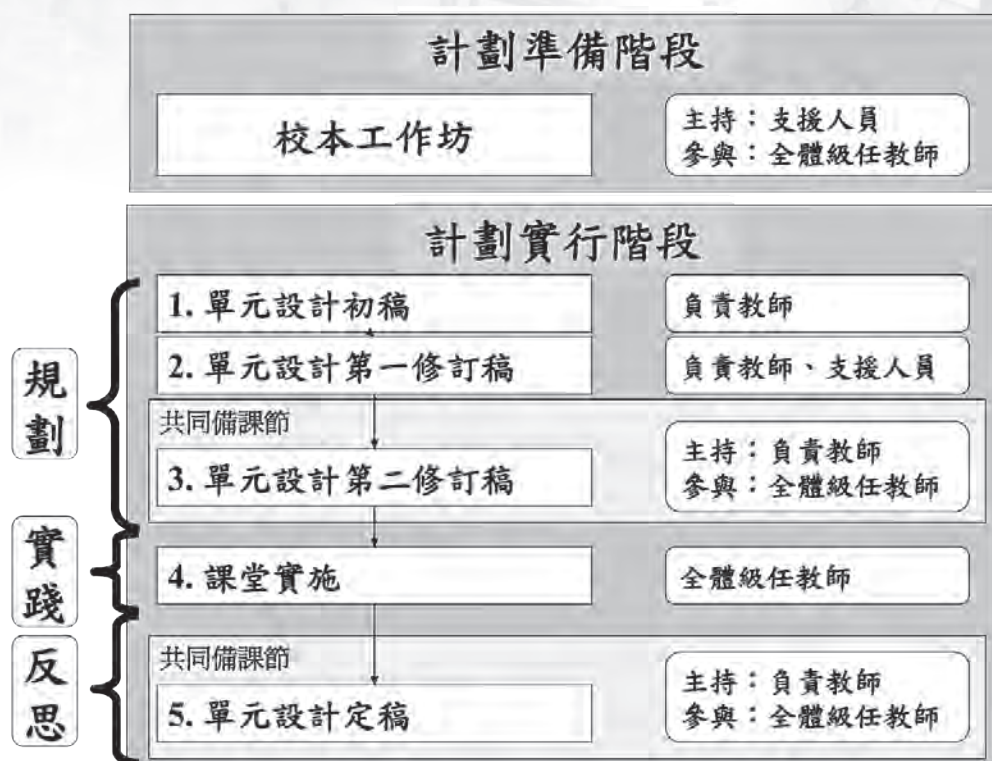 計劃準備階段
校本工作坊
主持：支援人員
參與：全體級任教師
計劃實行階段
規劃
1. 單元設計初稿
負責教師
2. 單元設計第一修訂稿
負責教師、支援人員
共同備課節
3. 單元設計第二修訂稿
主持：負責教師
參與：全體級任教師
實踐
4. 課堂實施
全體級任教師
反思
共同備課節
5. 單元設計定稿
主持：負責教師
參與：全體級任教師